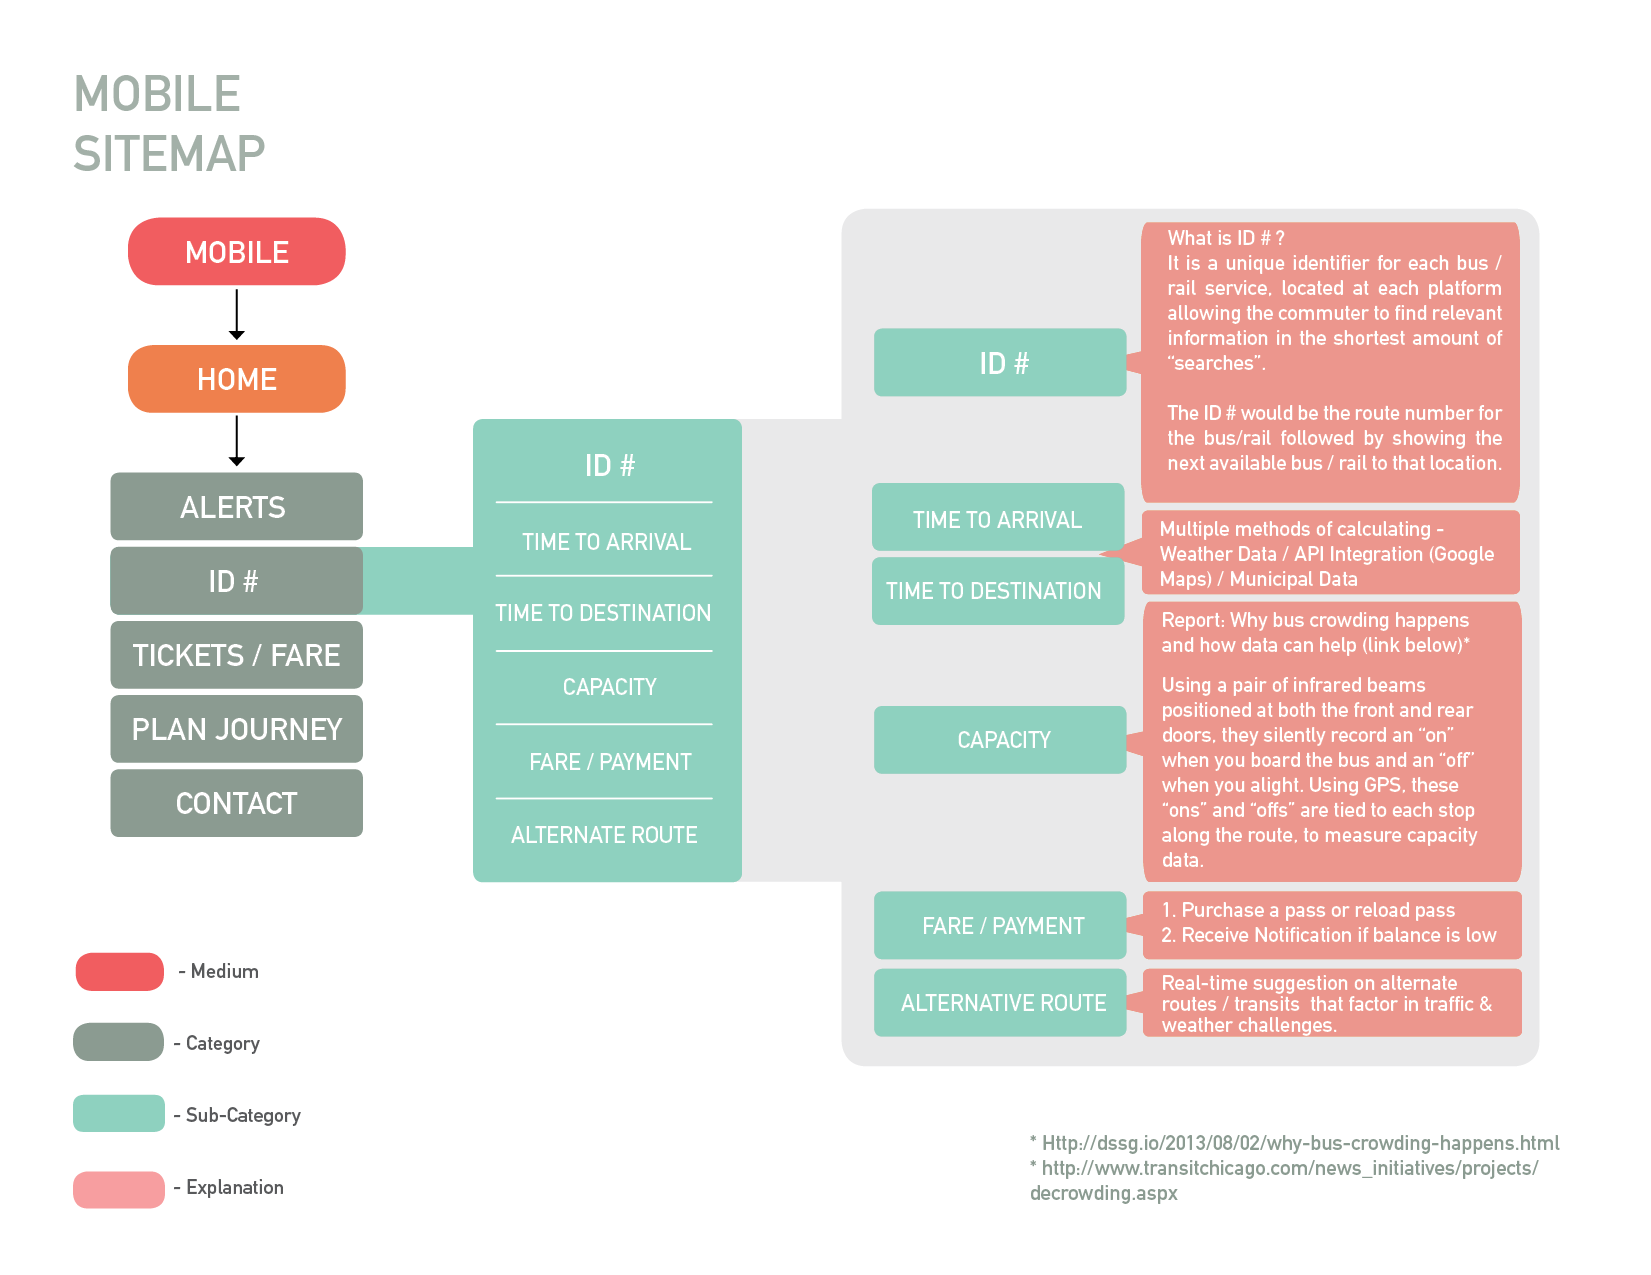 MOBILE
SITEMAP
MOBILE
HOME
ALERTS
ID #
TICKETS / FARE
PLAN JOURNEY
CONTACT
ID #
TIME TO ARRIVAL
TIME TO DESTINATION
CAPACITY
FARE / PAYMENT
ALTERNATE ROUTE
ID #
What is ID # ?
It is a unique identifier for each bus /
rail service, located at each platform
allowing the commuter to find relevant
information in the shortest amount of
“searches”.
The ID # would be the route number for
the bus/rail followed by showing the
next available bus / rail to that location.
TIME TO ARRIVAL
TIME TO DESTINATION
Multiple methods of calculating -
Weather Data / API Integration (Google
Maps) / Municipal Data
CAPACITY
Report: Why bus crowding happens
and how data can help (link below)*
Using a pair of infrared beams
positioned at both the front and rear
doors, they silently record an “on”
when you board the bus and an “off”
when you alight. Using GPS, these
“ons” and “offs” are tied to each stop
along the route, to measure capacity
data.
FARE / PAYMENT
1. Purchase a pass or reload pass
2. Receive Notification if balance is low
ALTERNATIVE ROUTE
Real-time suggestion on alternate
routes / transits that factor in traffic &
weather challenges.
- Medium
- Category
- Sub-Category
- Explanation
* Http://dssg.io/2013/08/02/why-bus-crowding-happens.html
* http://www.transitchicago.com/news_initiatives/projects/
decrowding.aspx